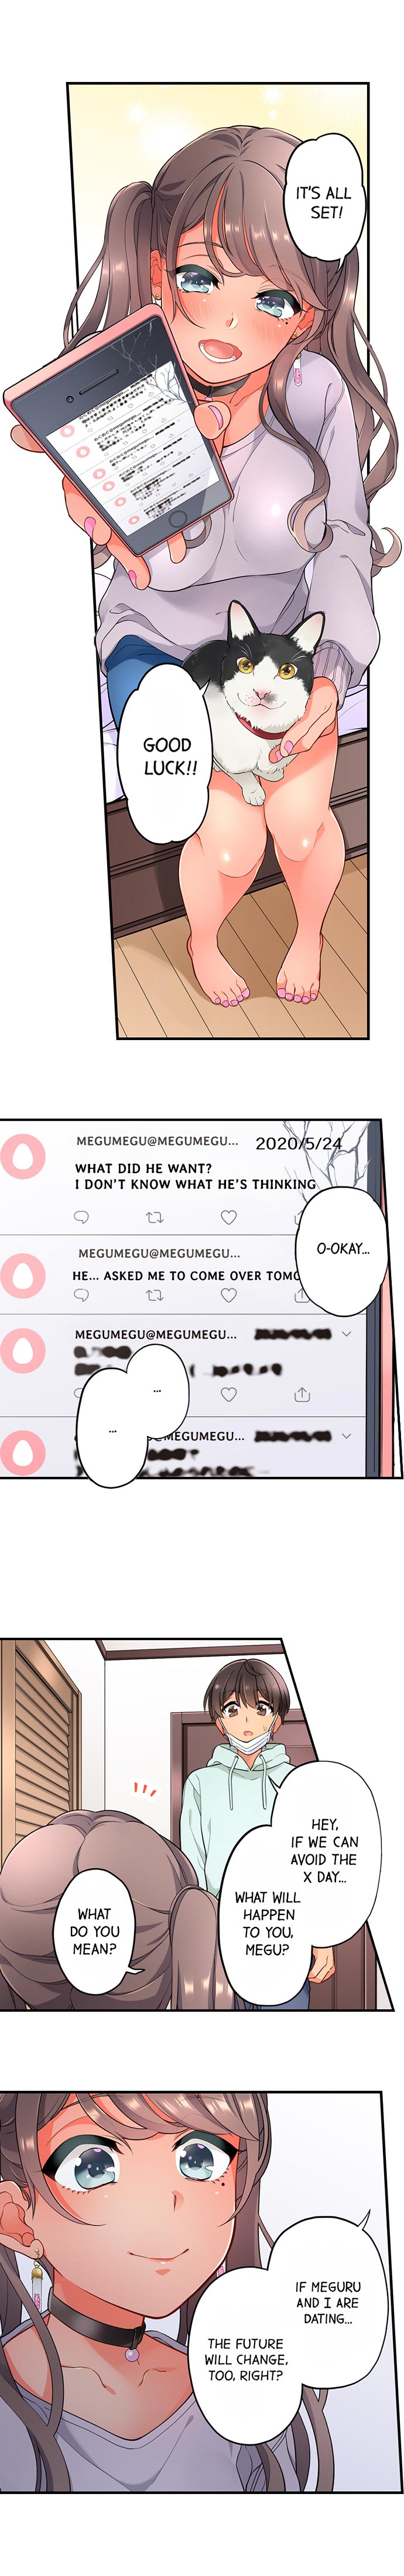 IT'S ALL
SET!
GOOD
LUCK!!
MEGUMEGU@MEGUMEGU...
2020/5/24
WHAT DID HE WANT?
I DON'T KNOW WHAT HE'S THINKING
O-OKAY...
MEGUMEGU@MEGUMEGU...
HE... ASKED ME TO COME OVER
MEGUMEGU@MEGUMEGU...
...
...
MEGUMEGU...
HEY,
IF WE CAN
AVOID THE
X DAY...
WHAT WILL
HAPPEN
TO YOU,
MEGU?
WHAT
DO YOU
MEAN?
IF MEGURU
AND I ARE
DATING...
THE FUTURE
WILL CHANGE,
TOO, RIGHT?